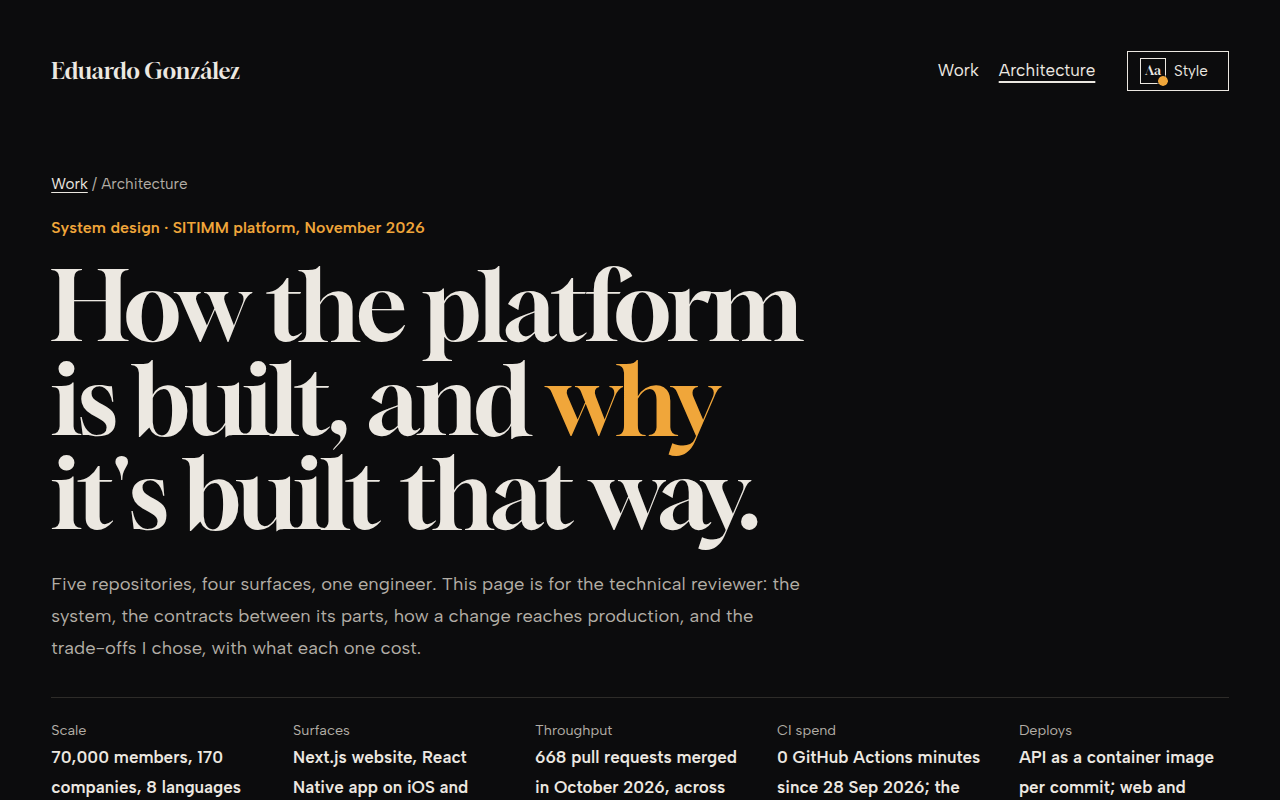 Eduardo González
Work Architecture Aa Style
Work / Architecture
System design · SITIMM platform, November 2026
How the platform
is built, and why
it's built that way.
Five repositories, four surfaces, one engineer. This page is for the technical reviewer: the
system, the contracts between its parts, how a change reaches production, and the
trade-offs I chose, with what each one cost.
Scale
70,000 members, 170
companies, 8 languages
Surfaces
Next.js website, React
Native app on iOS and
Throughput
668 pull requests merged
in October 2026, across
CI spend
0 GitHub Actions minutes
since 28 Sep 2026; the
Deploys
API as a container image
per commit; web and